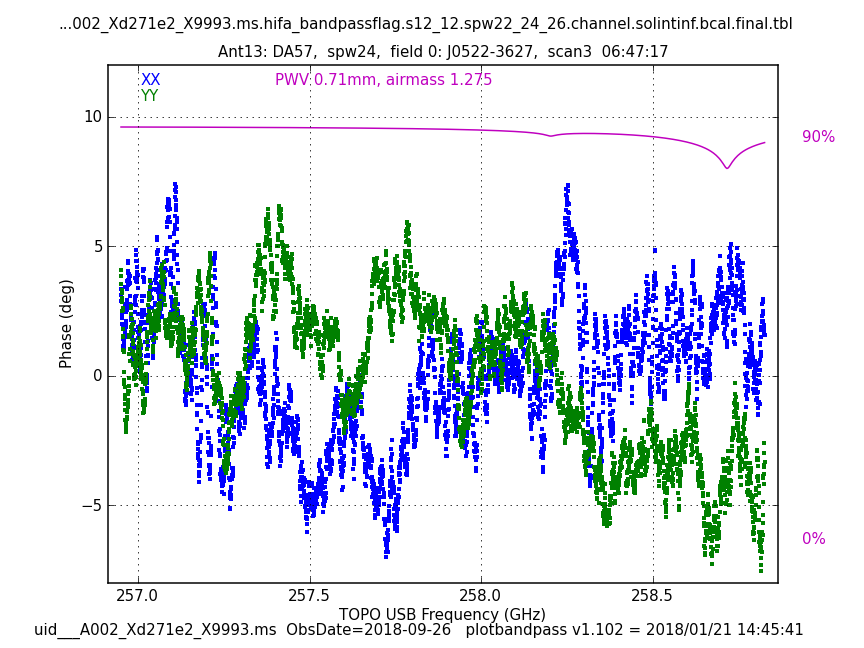 ...002_Xd271e2_X9993.ms.hifa_bandpassflag.s12_12.spw22_24_26.channel.solintinf.bcal.final.tbl
Ant13: DA57, spw24, field 0: J0522-3627, scan3 06:47:17
XX
PWV 0.71mm, airmass 1.275
YY
10
90%
5
0
−5
Phase (deg)
0%
257.0 257.5 258.0 258.5
TOPO USB Frequency (GHz)
uid___A002_Xd271e2_X9993.ms ObsDate=2018-09-26 plotbandpass v1.102 = 2018/01/21 14:45:41